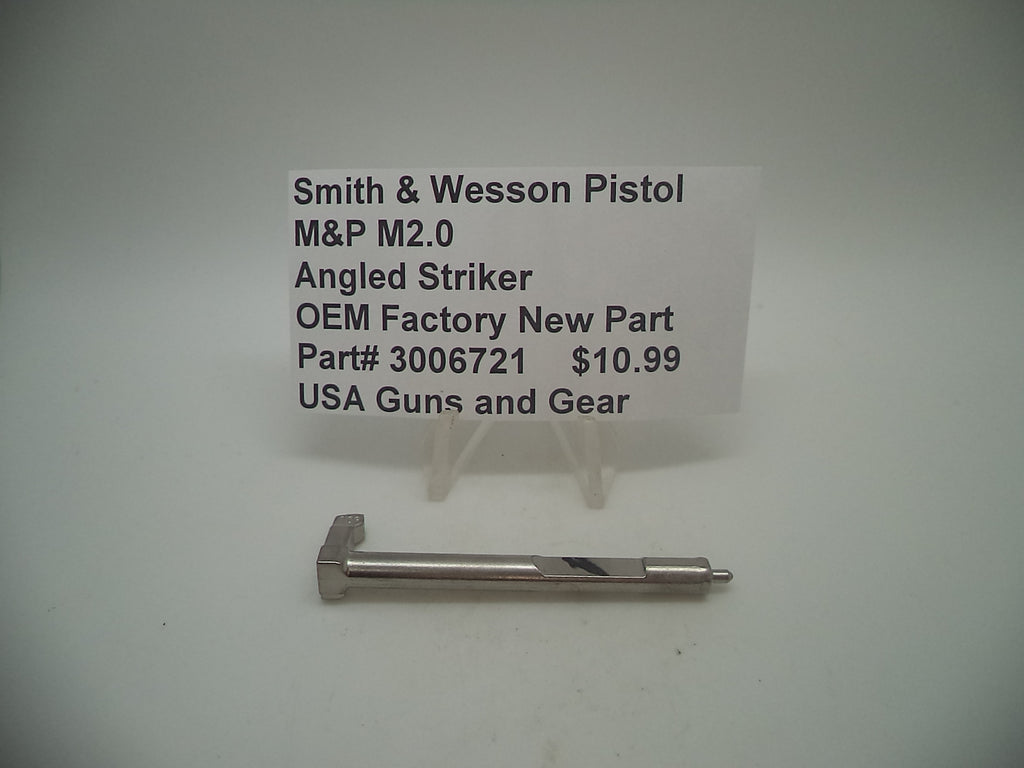 Smith & Wesson Pistol
M&P M2.0
Angled Striker
OEM Factory New Part
Part# 3006721 $10.99
USA Guns and Gear